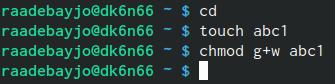 raadebayjo@dk6n66 ~ $ cd
raadebayjo@dk6n66 ~ $ touch abc1
raadebayjo@dk6n66 ~ $ chmod g+w abc1
raadebayjo@dk6n66 ~ $